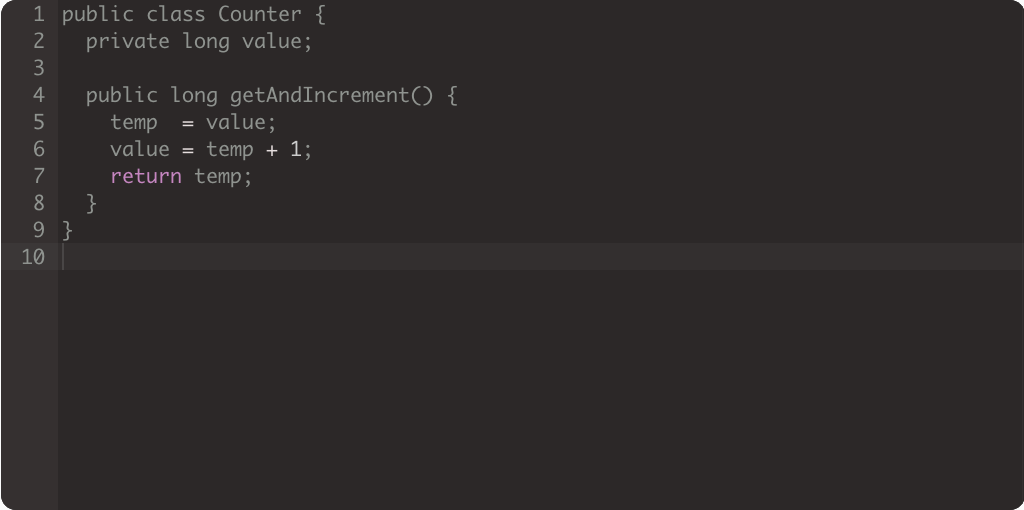 1 public class Counter {
2   private long value;
3
4   public long getAndIncrement() {
5     temp  = value;
6     value = temp + 1;
7     return temp;
8   }
9 }
10